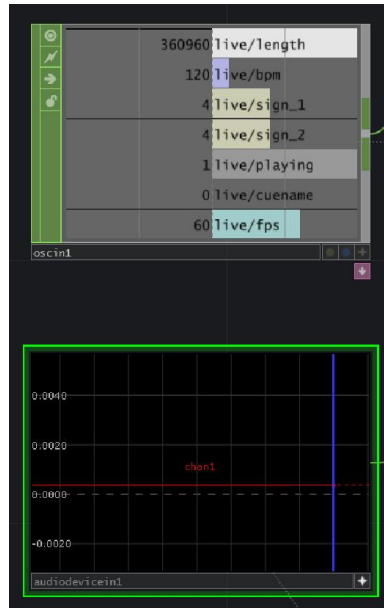 360960 live/length
120 live/bpm
4 live/sign_1
4 live/sign_2
1 live/playing
0 live/cuename
60 live/fps
oscin1
0.0040
0.0020
chan1
0.0000
-0.0020
audiodevicein1